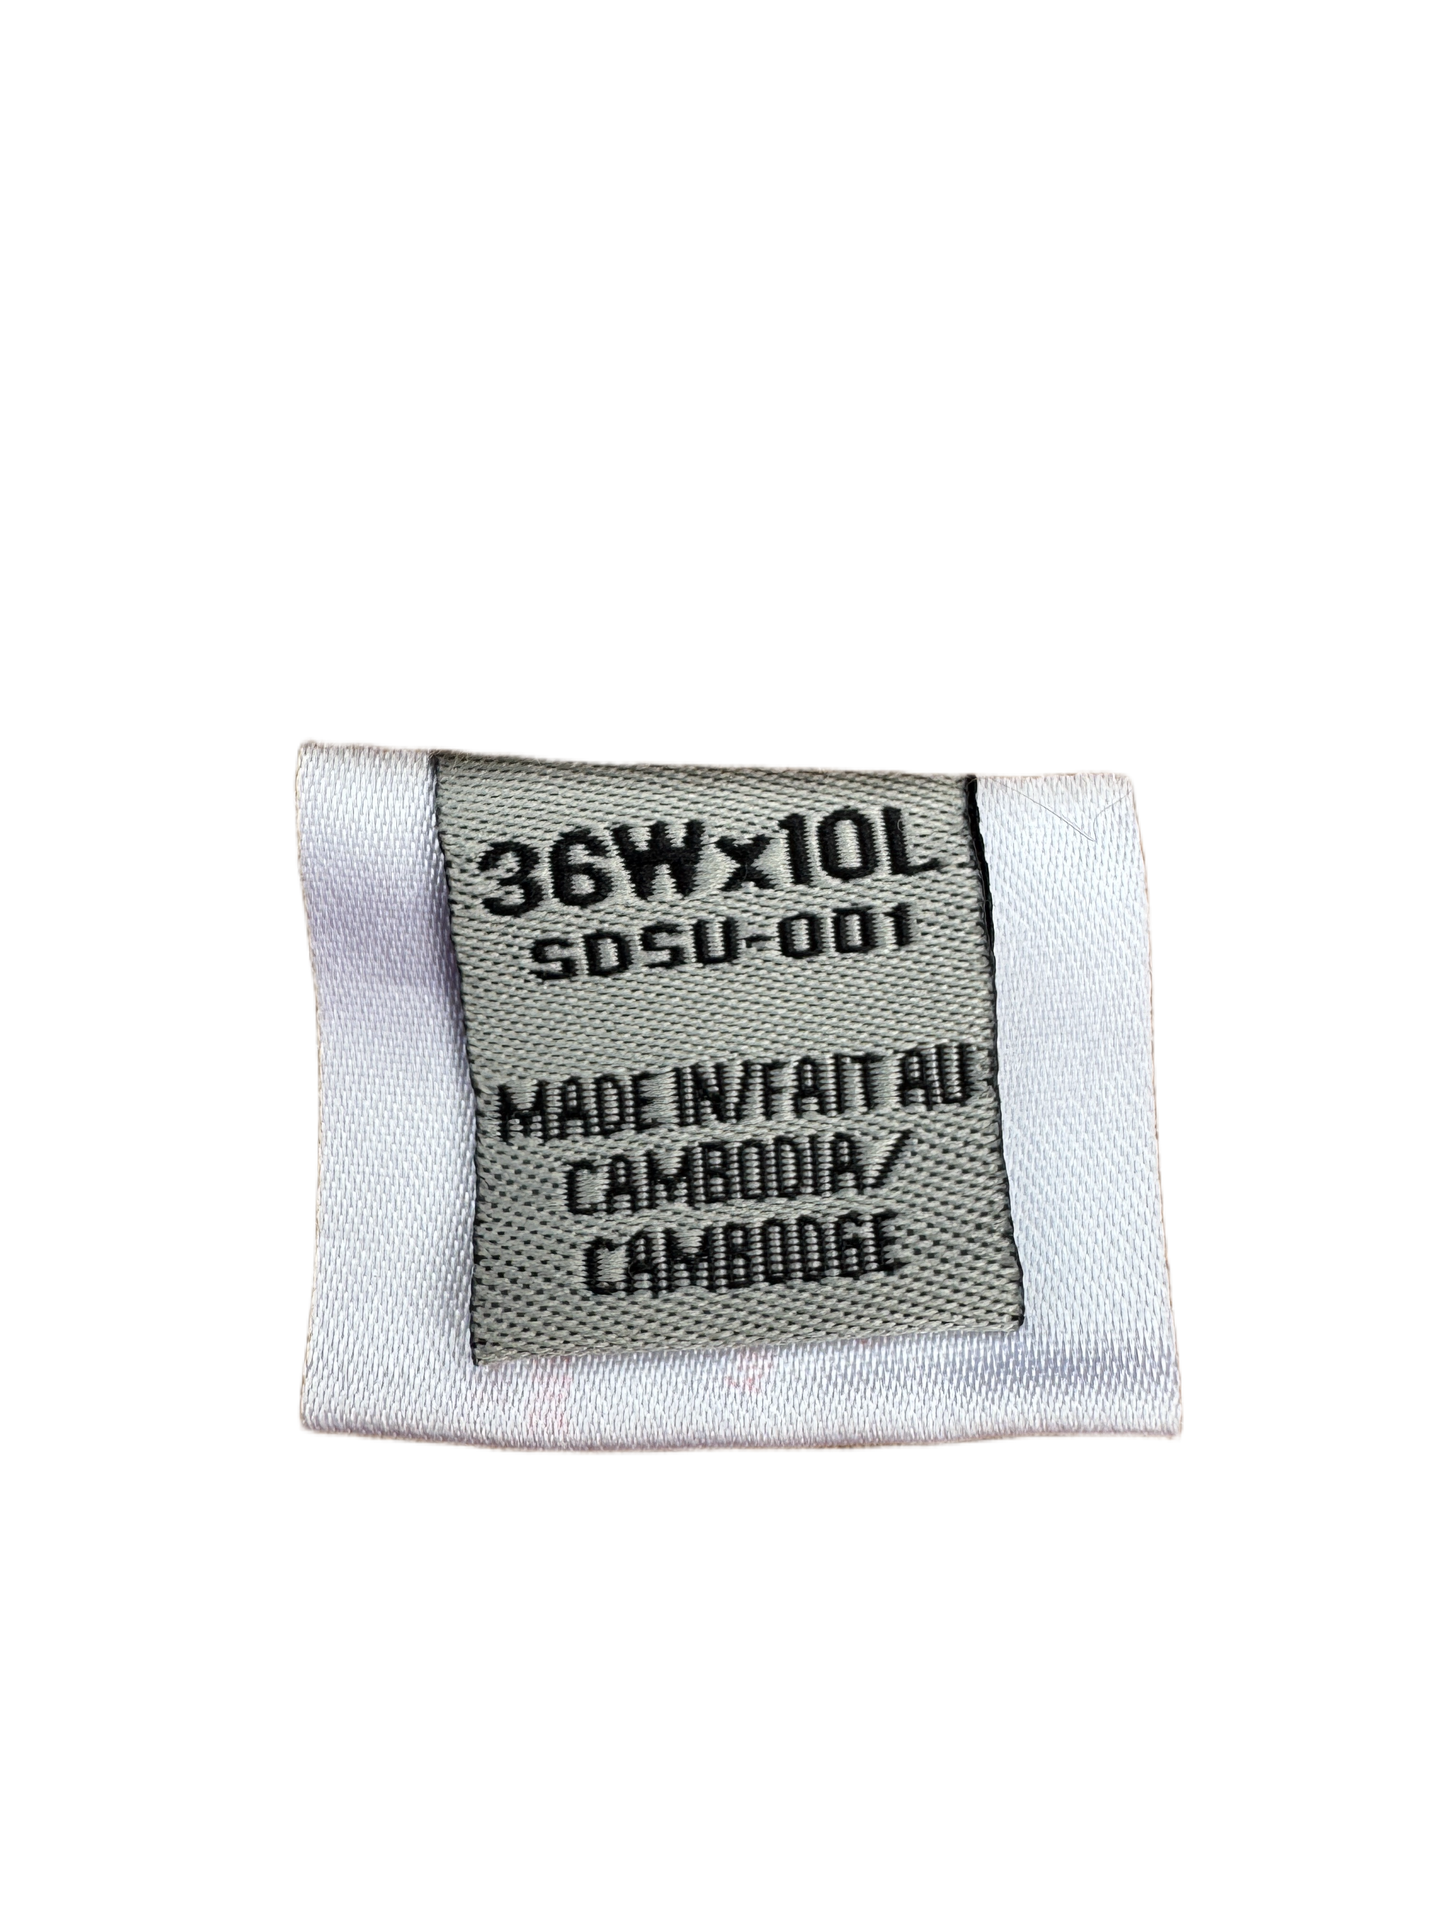 36Wx10L
SDSU-001
MADE IN/FAIT AU
CAMBODIA/
CAMBODGE